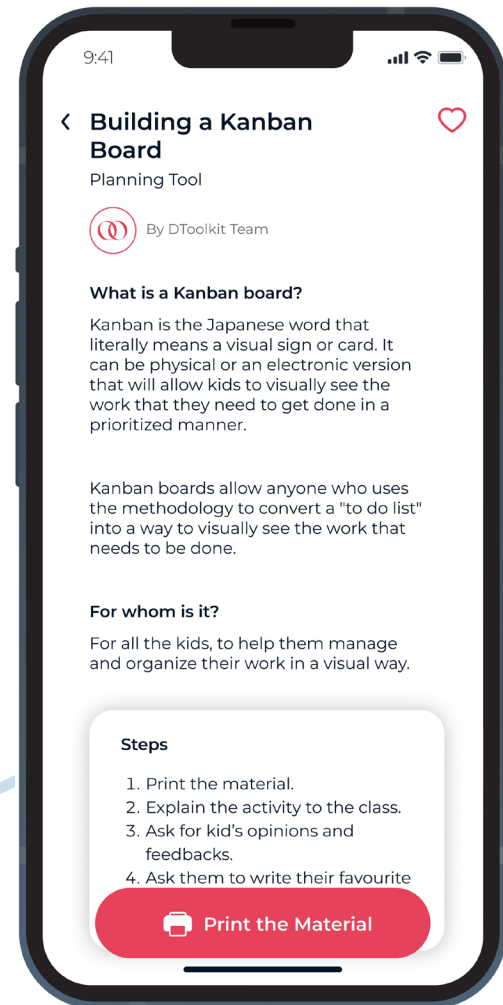 9:41
Building a Kanban
Board
Planning Tool
By DToolkit Team
What is a Kanban board?
Kanban is the Japanese word that
literally means a visual sign or card. It
can be physical or an electronic version
that will allow kids to visually see the
work that they need to get done in a
prioritized manner.
Kanban boards allow anyone who uses
the methodology to convert a "to do list"
into a way to visually see the work that
needs to be done.
For whom is it?
For all the kids, to help them manage
and organize their work in a visual way.
Steps
1. Print the material.
2. Explain the activity to the class.
3. Ask for kid's opinions and
feedbacks.
4. Ask them to write their favourite
Print the Material